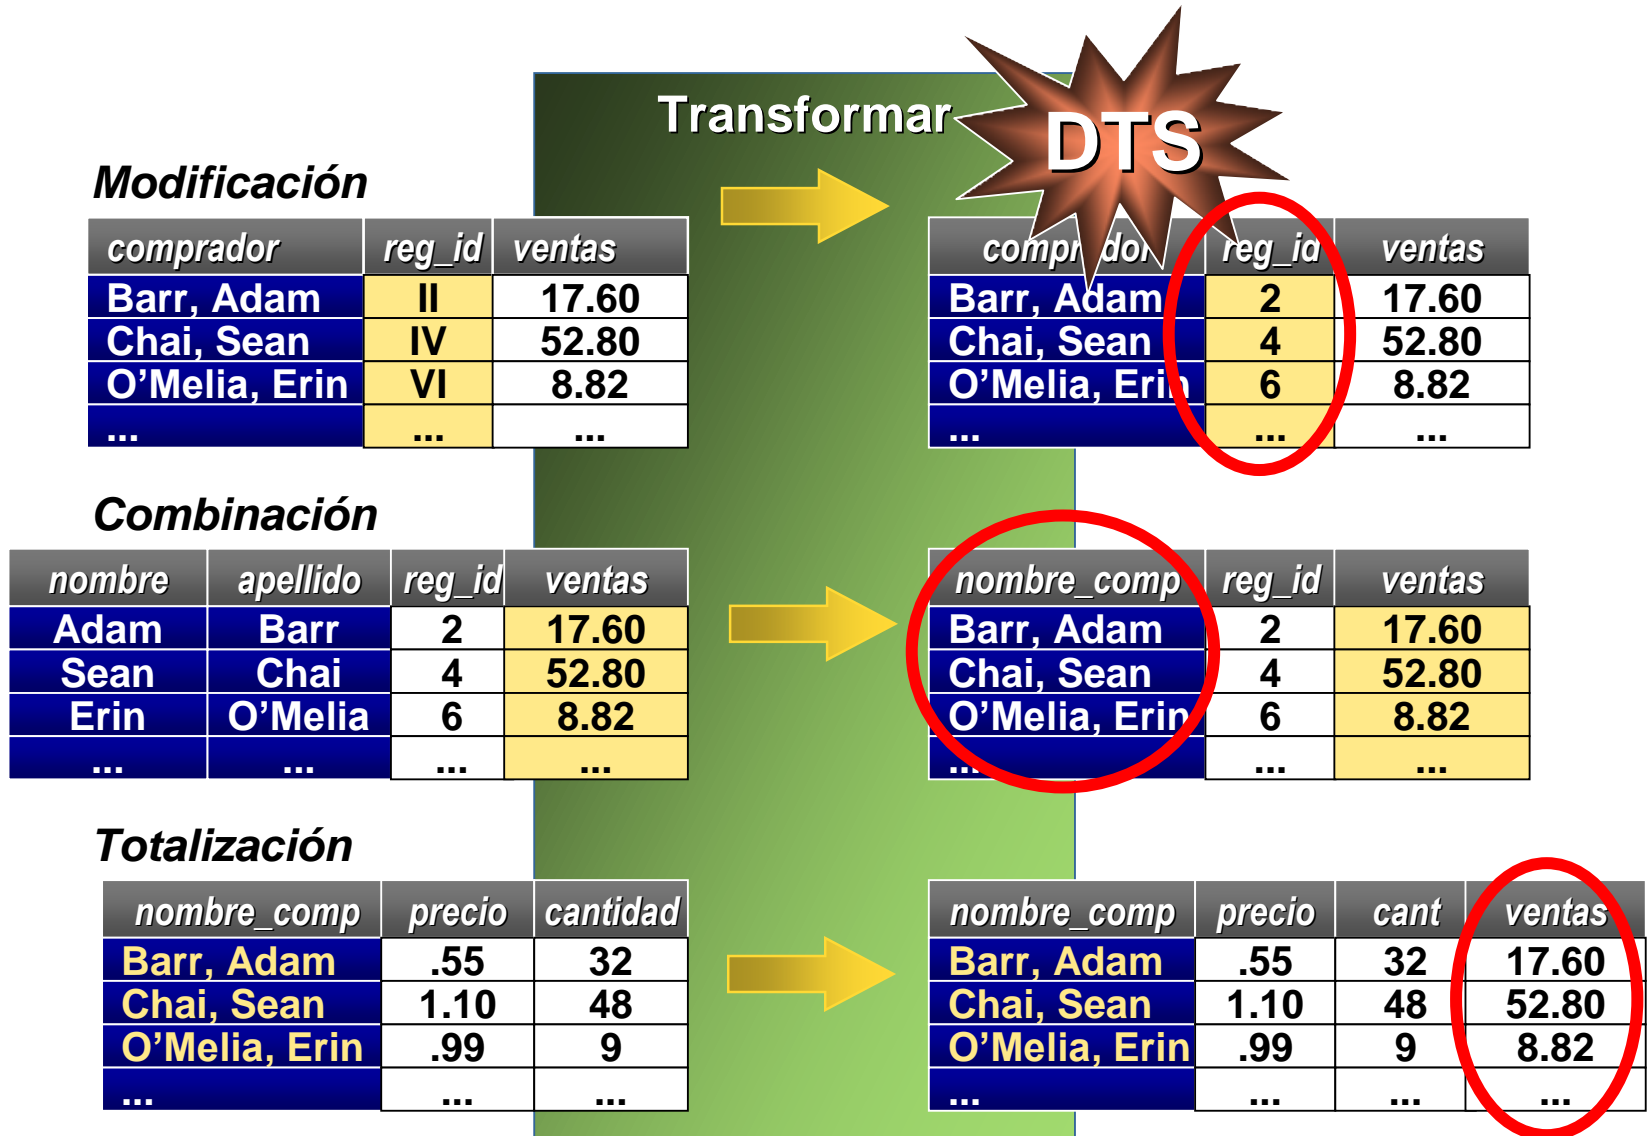 Transformar
DTS
Modificación
comprador reg_id ventas
Barr, Adam II 17.60
Chai, Sean IV 52.80
O’Melia, Erin VI 8.82
... ... ...
comprador reg_id ventas
Barr, Adam 2 17.60
Chai, Sean 4 52.80
O’Melia, Erin 6 8.82
... ... ...
Combinación
nombre apellido reg_id ventas
Adam Barr 2 17.60
Sean Chai 4 52.80
Erin O’Melia 6 8.82
... ... ... ...
nombre_comp reg_id ventas
Barr, Adam 2 17.60
Chai, Sean 4 52.80
O’Melia, Erin 6 8.82
... ... ...
Totalización
nombre_comp precio cantidad
Barr, Adam .55 32
Chai, Sean 1.10 48
O’Melia, Erin .99 9
... ... ...
nombre_comp precio cant ventas
Barr, Adam .55 32 17.60
Chai, Sean 1.10 48 52.80
O’Melia, Erin .99 9 8.82
... ... ... ...